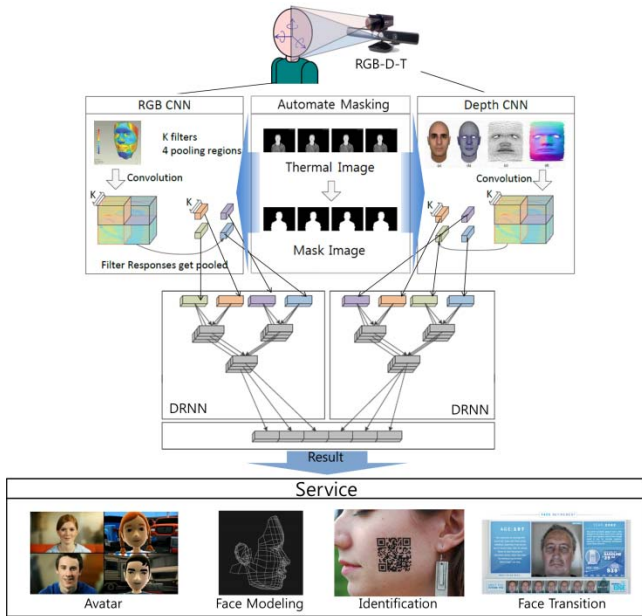 RGB-D-T
RGB CNN
Automate Masking
Depth CNN
K filters
4 pooling regions
Convolution
K
K
Filter Responses get pooled
Thermal Image
Mask Image
Convolution
K
K
DRNN
DRNN
Result
Service
Avatar
Face Modeling
Identification
Face Transition